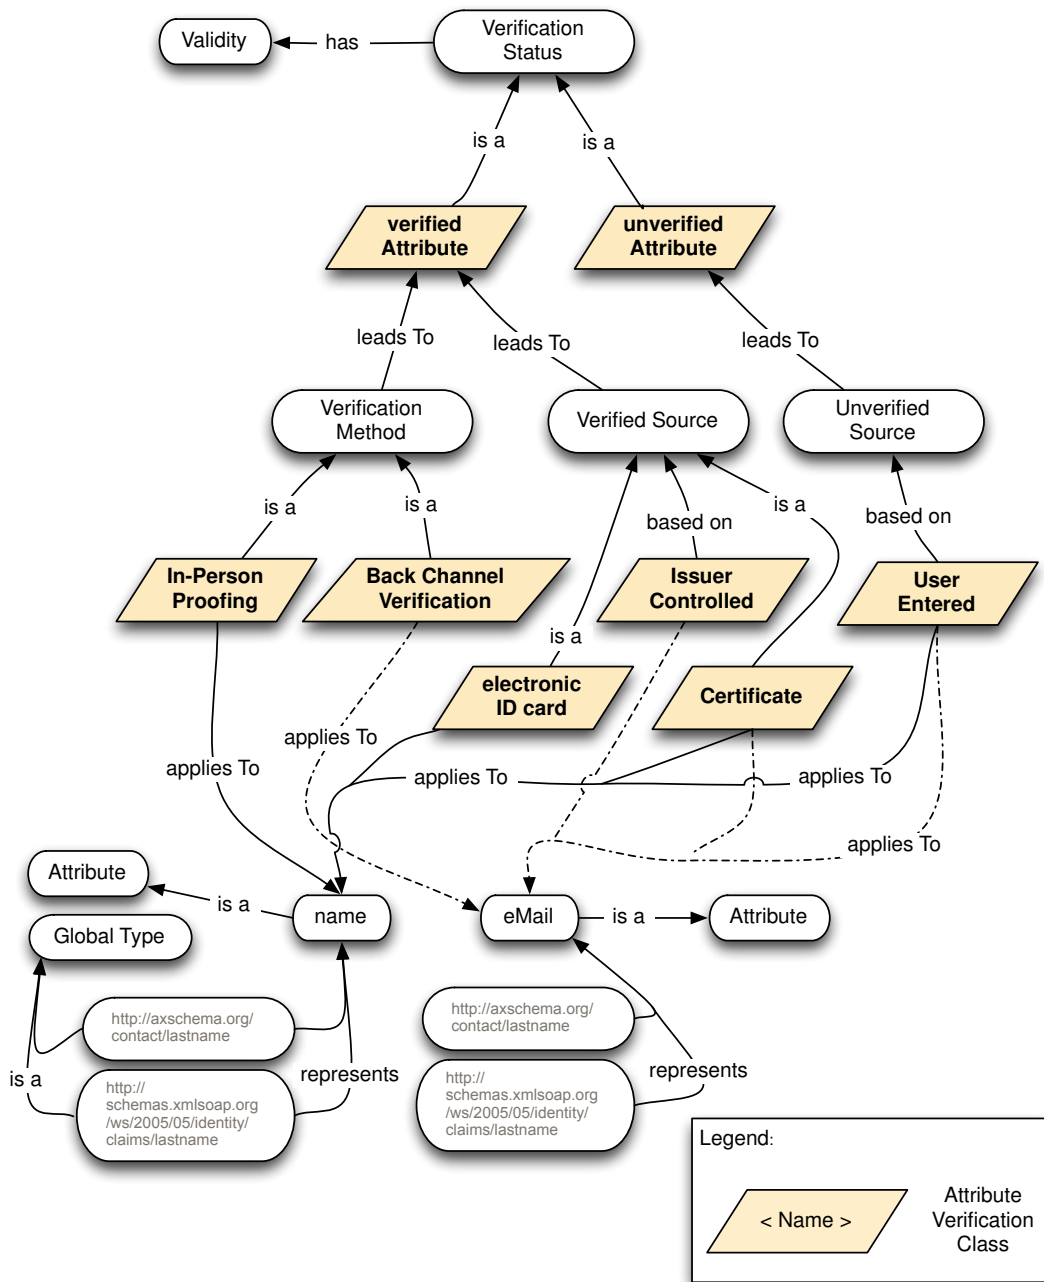 Validity
has
Verification
Status
is a
is a
verified
Attribute
unverified
Attribute
leads To
leads To
leads To
Verification
Method
Verified Source
Unverified
Source
is a
is a
based on
is a
based on
In-Person
Proofing
Back Channel
Verification
Issuer
Controlled
User
Entered
is a
electronic
ID card
Certificate
applies To
applies To
applies To
applies To
applies To
Attribute
is a
name
eMail
is a
Attribute
Global Type
http://axschema.org/
contact/lastname
http://axschema.org/
contact/lastname
is a
represents
represents
http://
schemas.xmlsoap.org
/ws/2005/05/identity/
claims/lastname
http://
schemas.xmlsoap.org
/ws/2005/05/identity/
claims/lastname
Legend:
< Name >
Attribute
Verification
Class